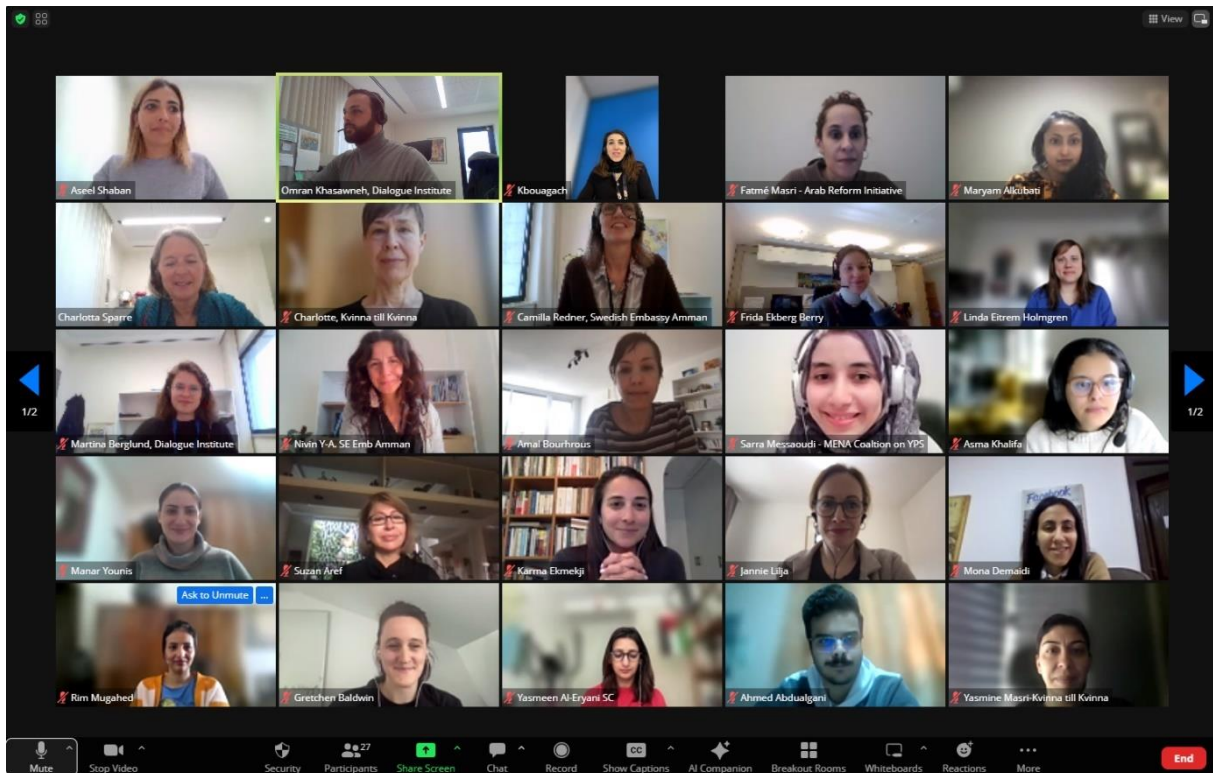 View
Aseel Shaban
Omran Khasawneh, Dialogue Institute
Kbouagach
Fatmé Masri - Arab Reform Initiative
Maryam Alkubati
Charlotta Sparre
Charlotte, Kvinna till Kvinna
Camilla Redner, Swedish Embassy Amman
Frida Ekberg Berry
Linda Eitrem Holmgren
1/2
1/2
Martina Berglund, Dialogue Institute
Nivin Y-A. SE Emb Amman
Amal Bourhrous
Sarra Messaoudi - MENA Coaltion on YPS
Asma Khalifa
Facebook
Manar Younis
Suzan Aref
Karma Ekmekji
Jannie Lilja
Mona Demaidi
Ask to Unmute ...
Rim Mugahed
Gretchen Baldwin
Yasmeen Al-Eryani SC
Ahmed Abdualgani
Yasmine Masri-Kvinna till Kvinna
Mute
Stop Video
Security
Participants 27
Share Screen
Chat
Record
CC
Show Captions
AI Companion
Breakout Rooms
Whiteboards
Reactions
More
End